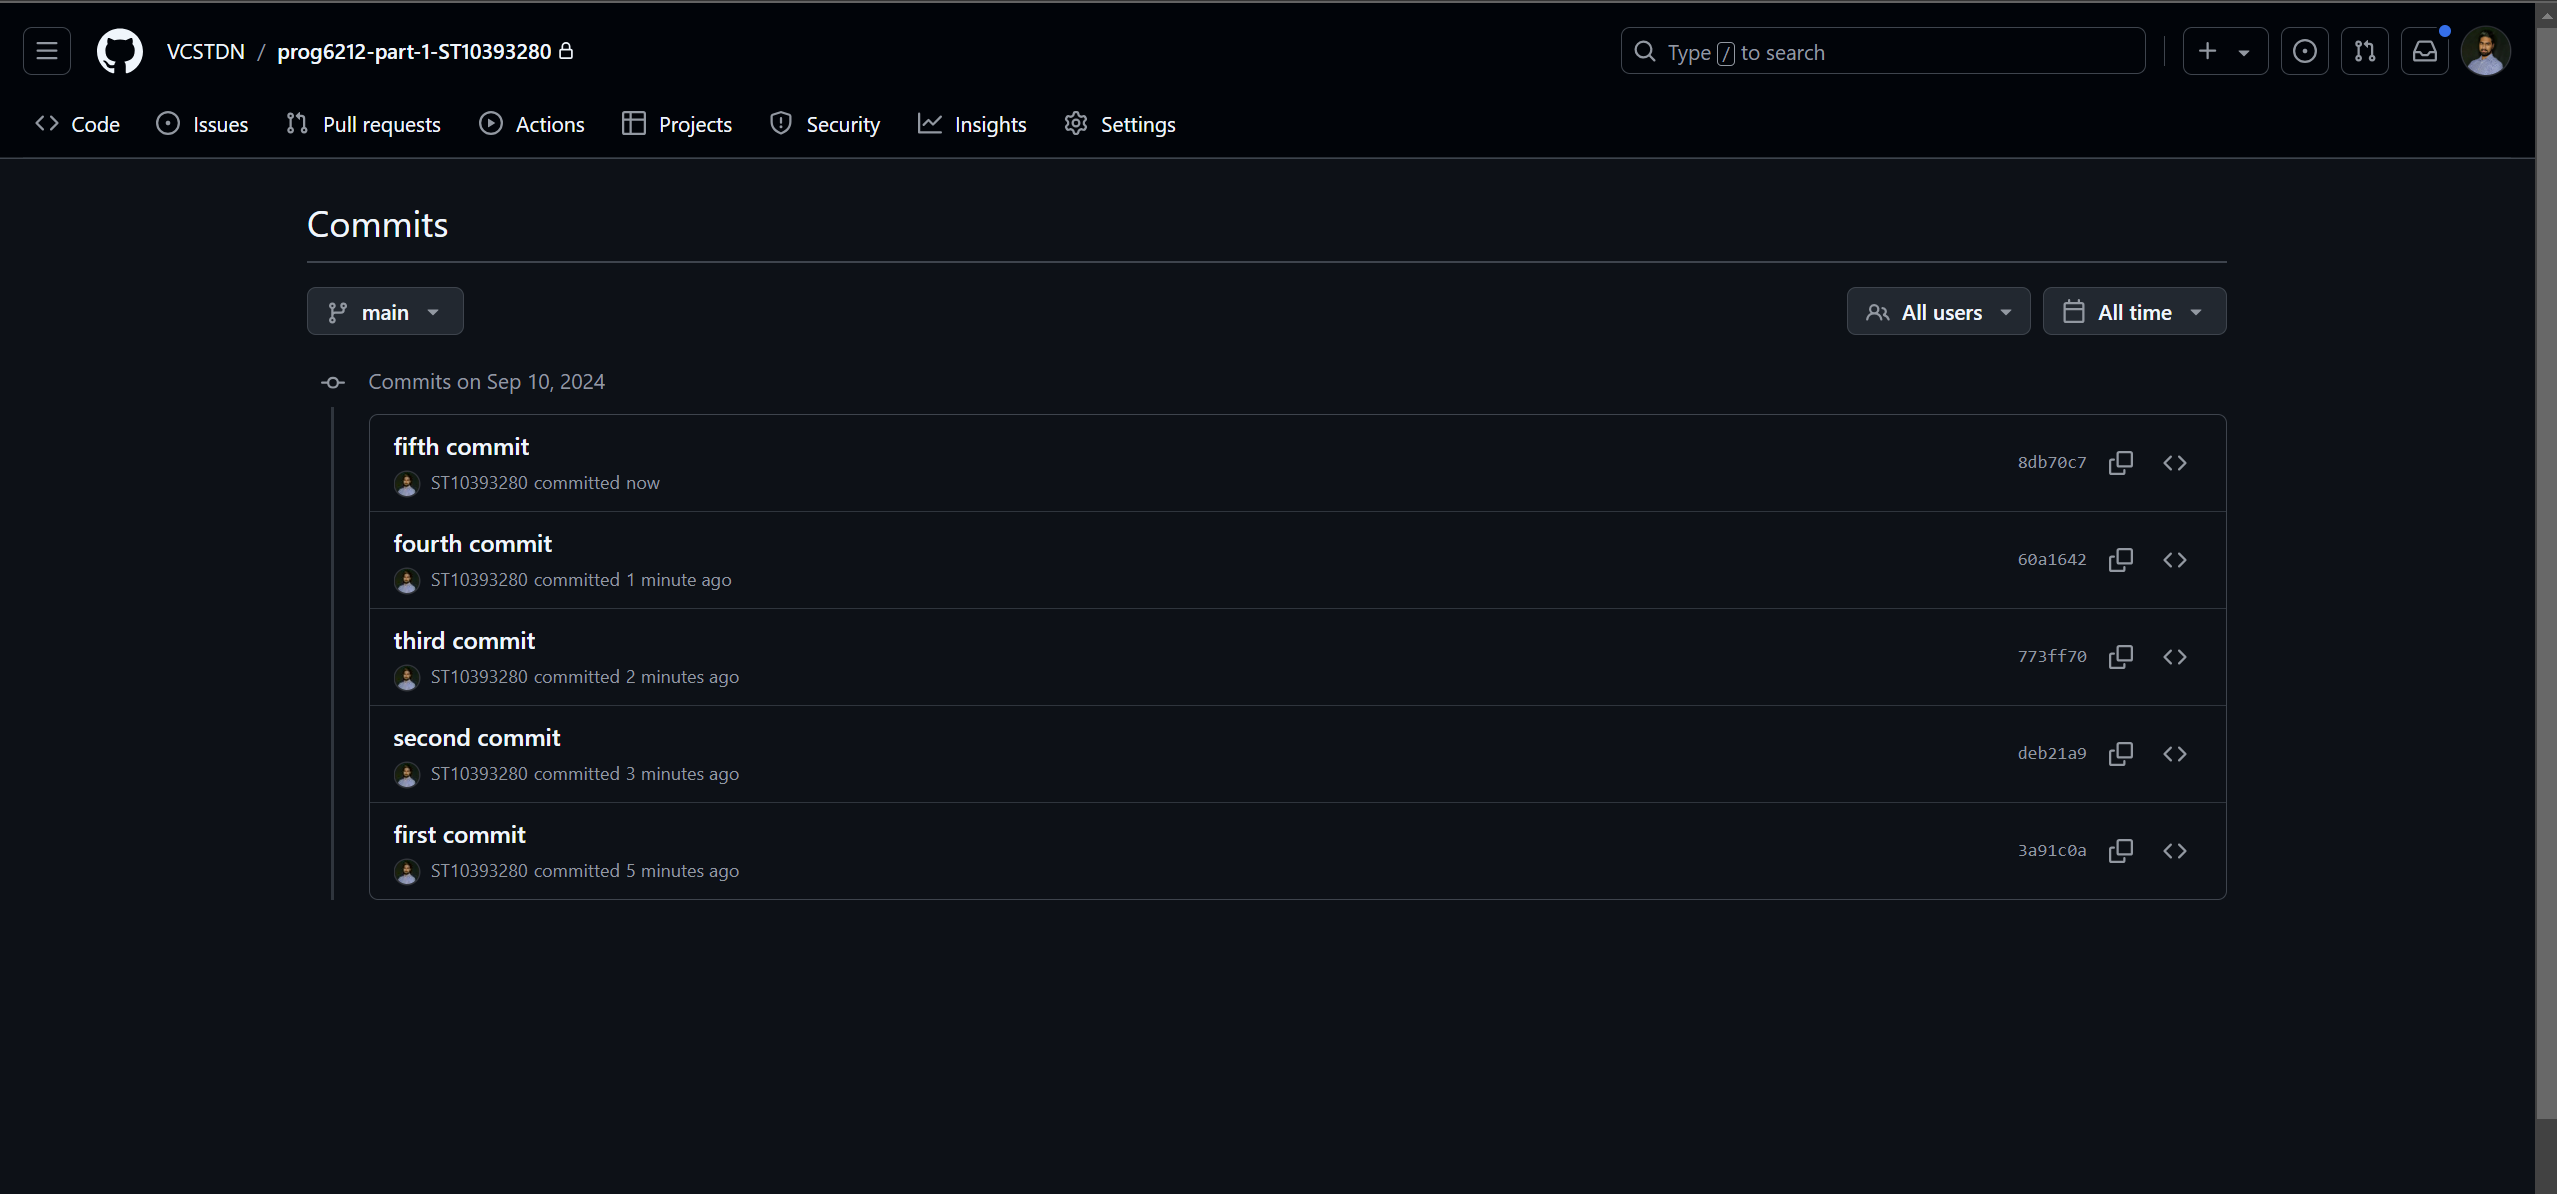 VCSTDN / prog6212-part-1-ST10393280
Type / to search
Code Issues Pull requests Actions Projects Security Insights Settings
Commits
main
All users All time
Commits on Sep 10, 2024
fifth commit
ST10393280 committed now
8db70c7
fourth commit
ST10393280 committed 1 minute ago
60a1642
third commit
ST10393280 committed 2 minutes ago
773ff70
second commit
ST10393280 committed 3 minutes ago
deb21a9
first commit
ST10393280 committed 5 minutes ago
3a91c0a